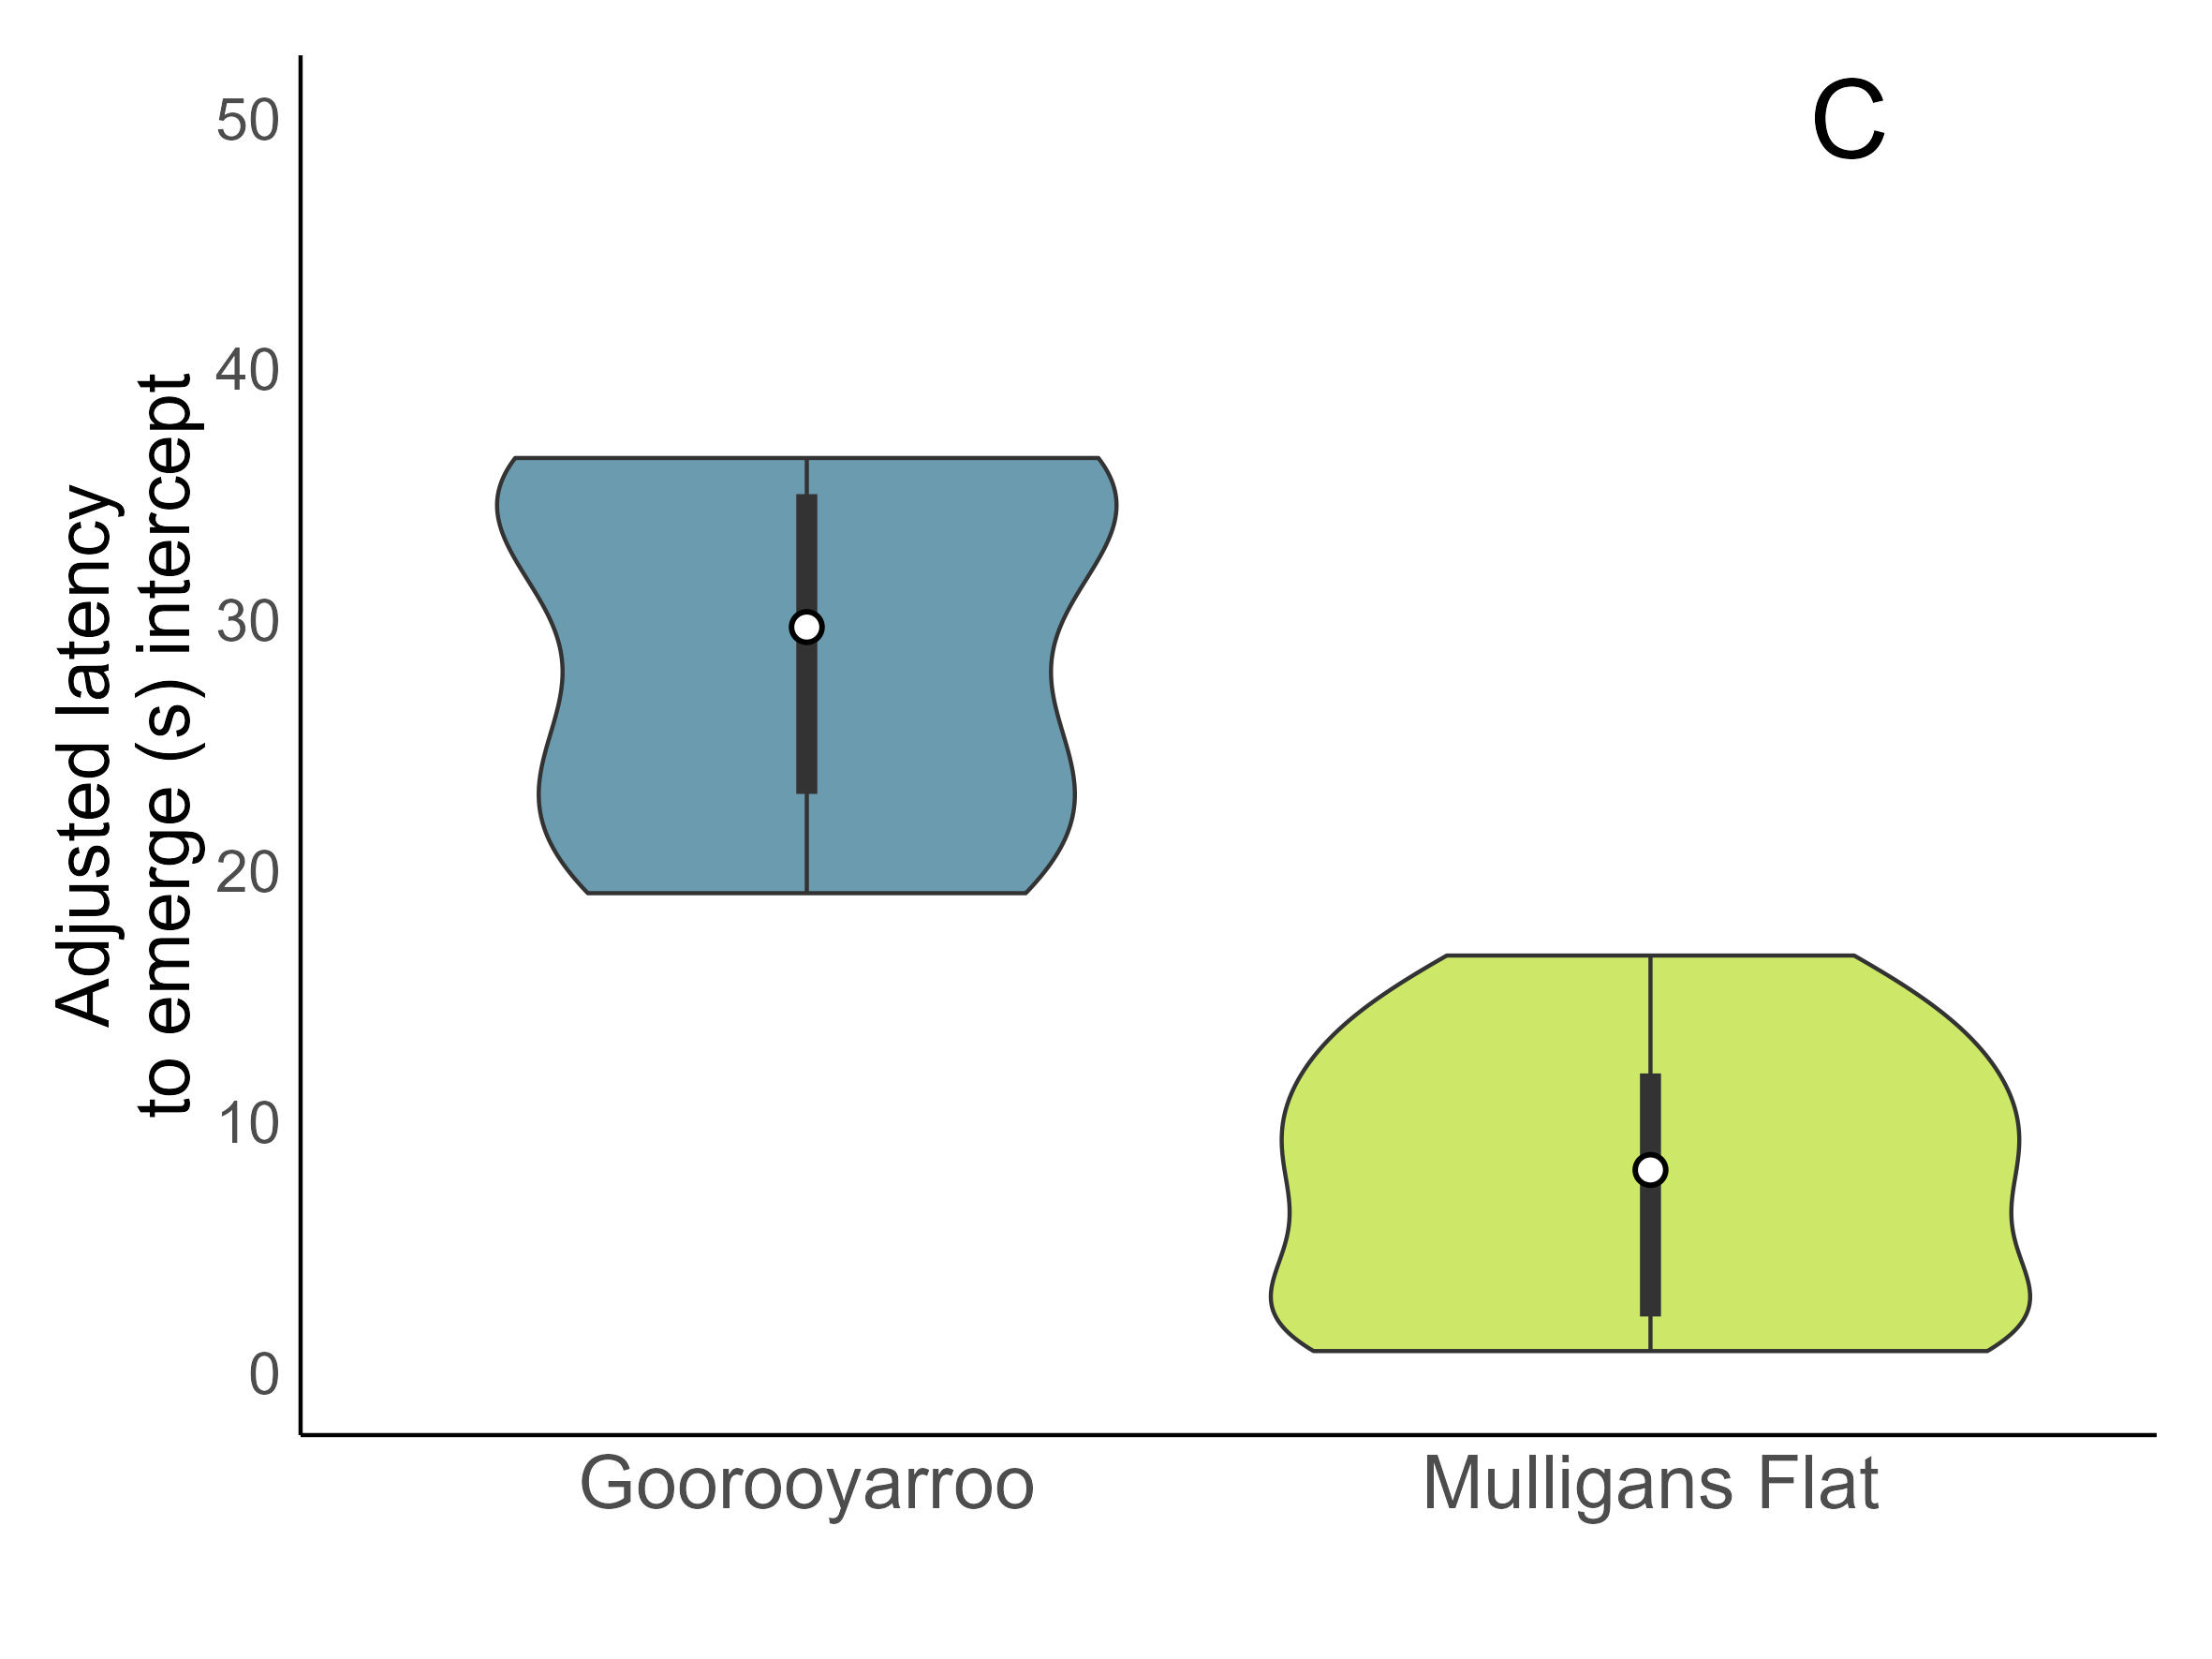 C
Adjusted latency
to emerge (s) intercept
50
40
30
20
10
0
Goorooyarroo
Mulligans Flat